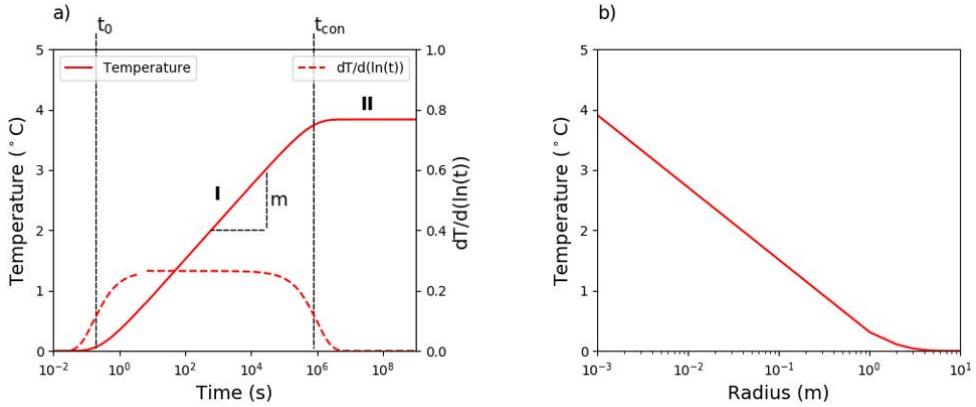 a)
t₀
t_con
Temperature
dT/d(ln(t))
5
4
3
2
1
0
Temperature (°C)
I
m
II
1.0
0.8
0.6
0.4
0.2
0.0
dT/d(ln(t))
10⁻² 10⁰ 10² 10⁴ 10⁶ 10⁸
Time (s)
b)
5
4
3
2
1
0
Temperature (°C)
10⁻³ 10⁻² 10⁻¹ 10⁰ 10¹
Radius (m)